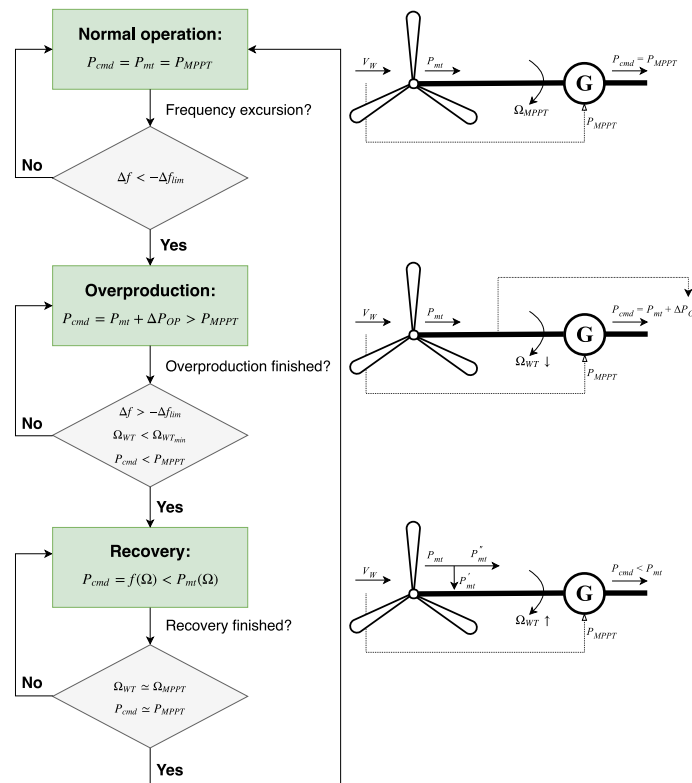 Normal operation:
P_cmd = P_mt = P_MPPT
Frequency excursion?
No
Δf < −Δf_lim
Yes
Overproduction:
P_cmd = P_mt + ΔP_OP > P_MPPT
Overproduction finished?
No
Δf > −Δf_lim
Ω_WT < Ω_WT_min
P_cmd < P_MPPT
Yes
Recovery:
P_cmd = f(Ω) < P_mt(Ω)
Recovery finished?
No
Ω_WT ≃ Ω_MPPT
P_cmd ≃ P_MPPT
Yes
V_W
P_mt
P_cmd = P_MPPT
G
Ω_MPPT
P_MPPT
V_W
P_mt
P_cmd = P_mt + ΔP_O
G
Ω_WT ↓
P_MPPT
V_W
P_mt
P''_mt
P'_mt
P_cmd < P_mt
G
Ω_WT ↑
P_MPPT